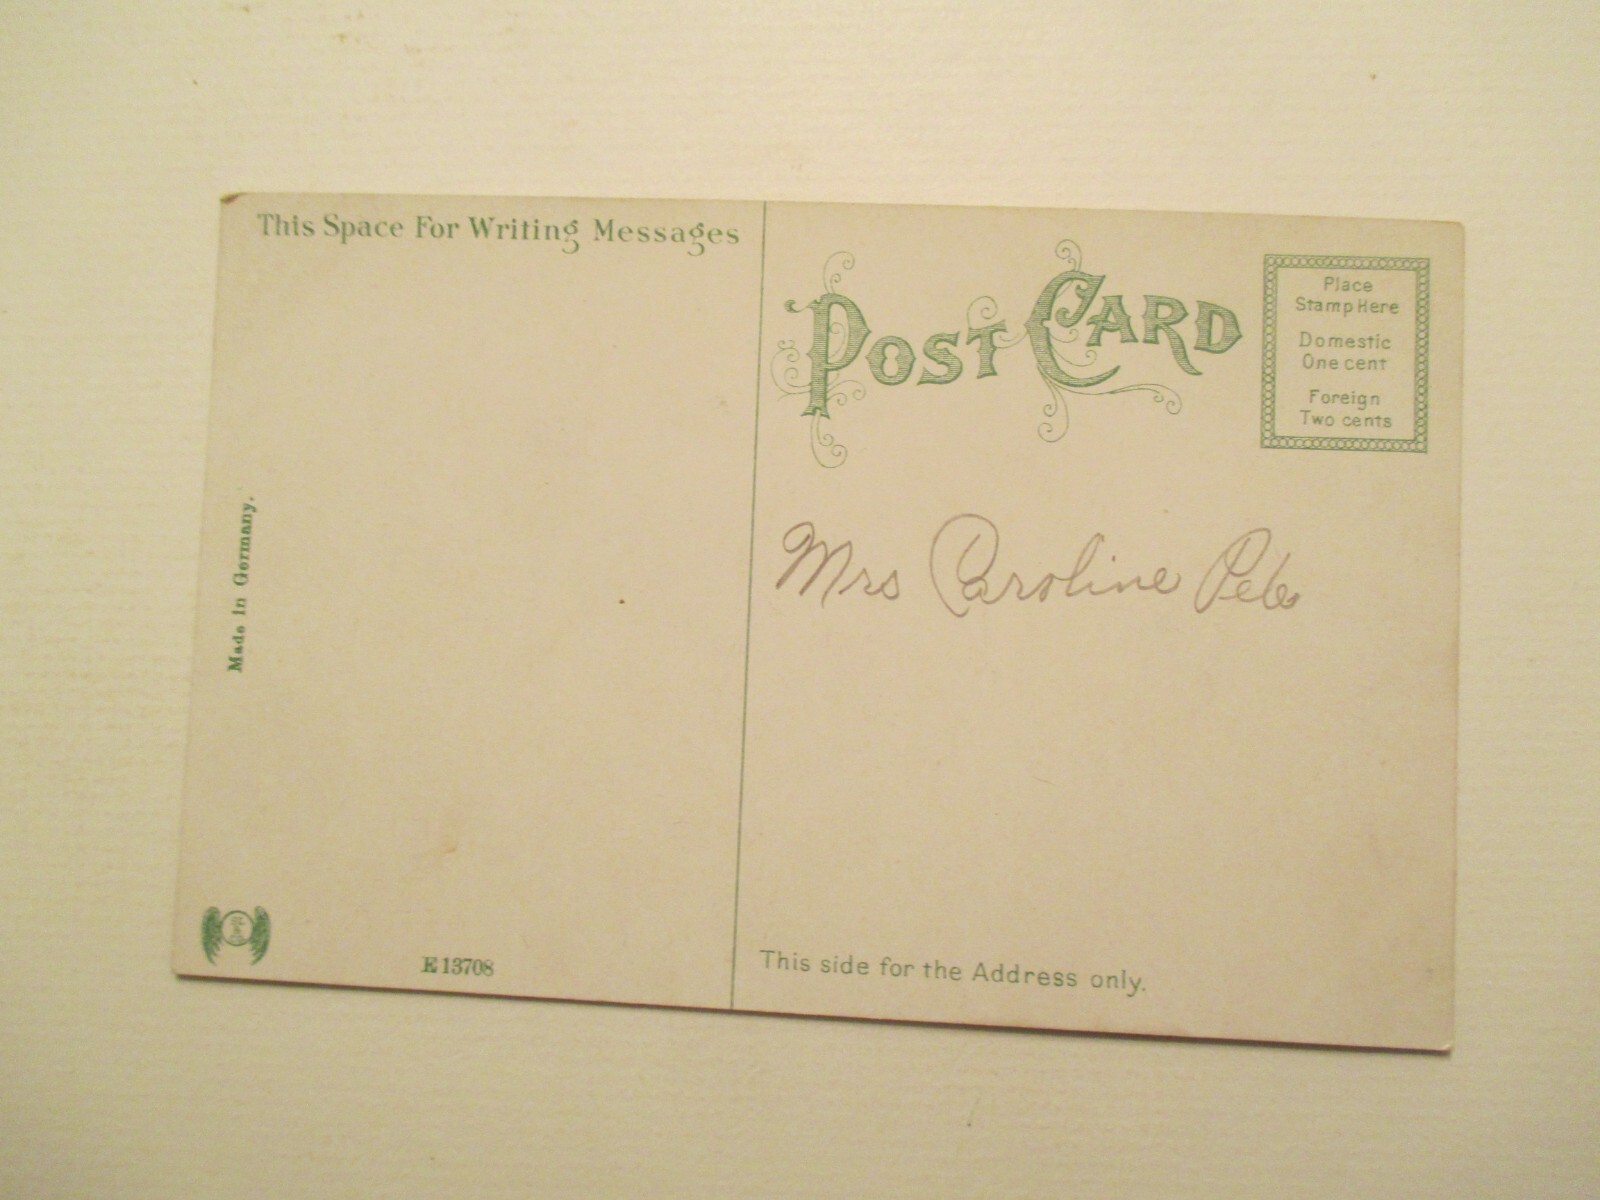 This Space For Writing Messages
POST CARD
Place
Stamp Here
Domestic
One cent
Foreign
Two cents
Mrs Caroline
Made in Germany.
E 13708
This side for the Address only.